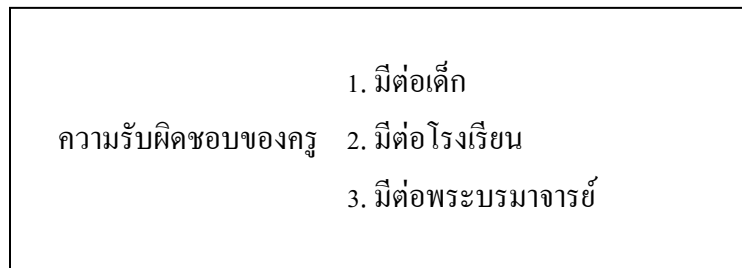 1. มีต่อเด็ก
ความรับผิดชอบของครู 2. มีต่อโรงเรียน
3. มีต่อพระบรมาจารย์